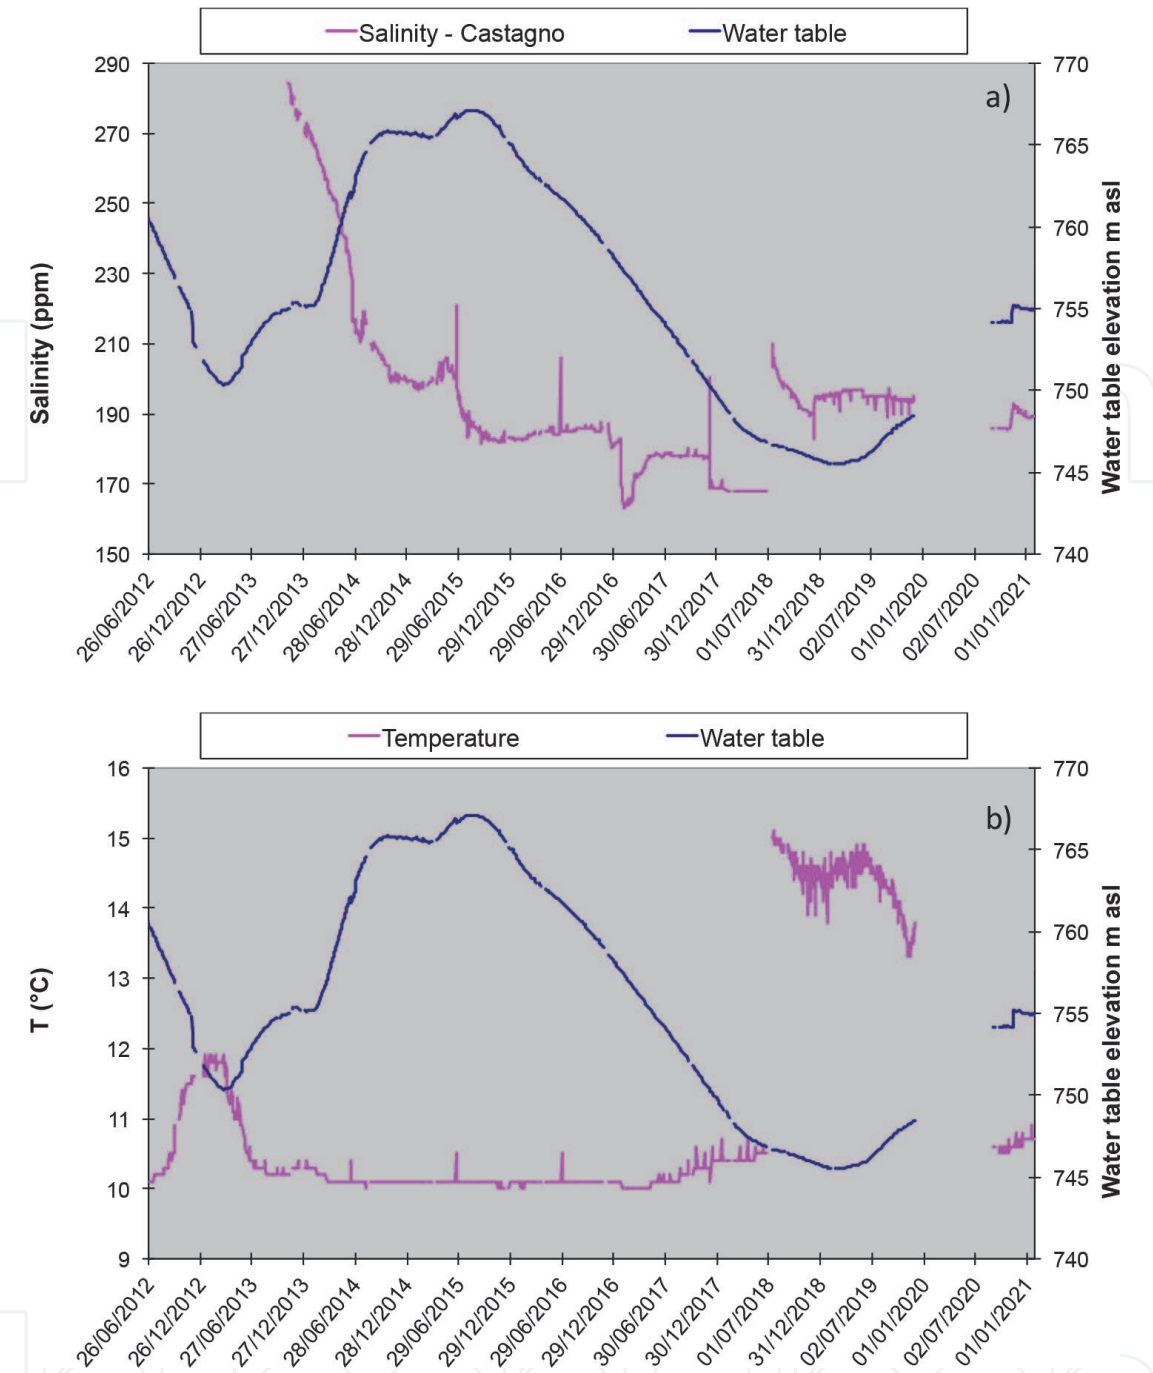 Salinity - Castagno Water table
a)
290 770
270 765
250 760
230 755
210 750
190 745
170
150 740
Salinity (ppm)
Water table elevation m asl
26/06/2012 26/12/2012 27/06/2013 27/12/2013 28/06/2014 28/12/2014 29/06/2015 29/12/2015 29/06/2016 29/12/2016 30/06/2017 30/12/2017 01/07/2018 31/12/2018 02/07/2019 01/01/2020 02/07/2020 01/01/2021
Temperature Water table
b)
16 770
15 765
14 760
13 755
12 750
11 745
10
9 740
T (°C)
Water table elevation m asl
26/06/2012 26/12/2012 27/06/2013 27/12/2013 28/06/2014 28/12/2014 29/06/2015 29/12/2015 29/06/2016 29/12/2016 30/06/2017 30/12/2017 01/07/2018 31/12/2018 02/07/2019 01/01/2020 02/07/2020 01/01/2021